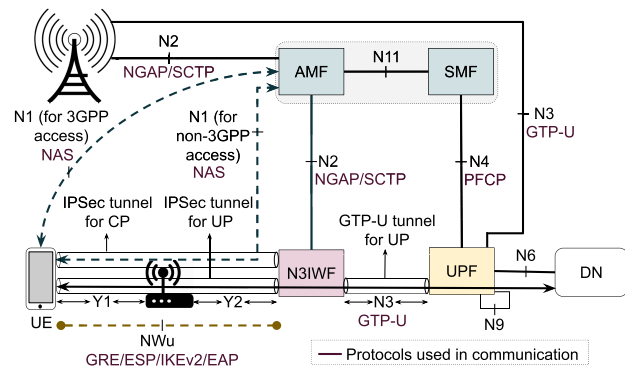 N2
NGAP/SCTP
AMF
N11
SMF
N1 (for 3GPP
access)
NAS
N1 (for
non-3GPP
access)
NAS
N3
GTP-U
N2
NGAP/SCTP
N4
PFCP
IPSec tunnel
for CP
IPSec tunnel
for UP
GTP-U tunnel
for UP
N3IWF
UPF
N6
DN
UE
Y1
Y2
N3
GTP-U
N9
NWu
GRE/ESP/IKEv2/EAP
Protocols used in communication